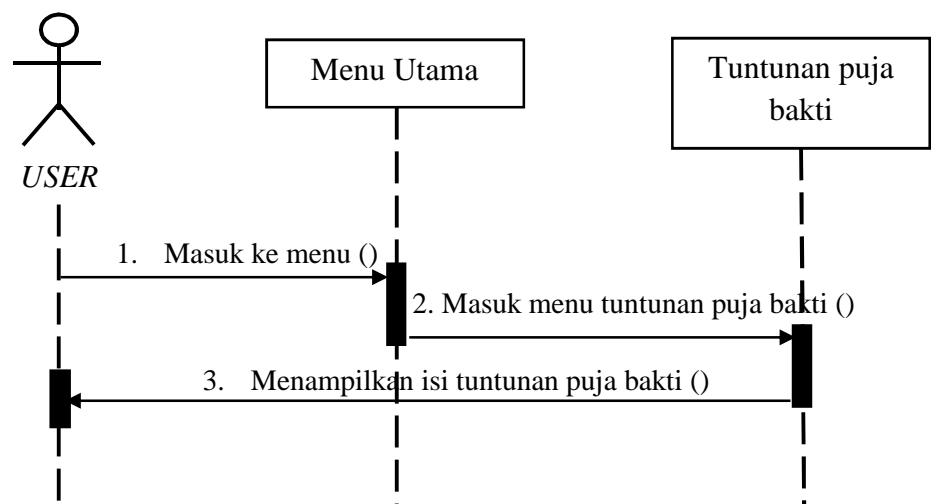 Menu Utama
Tuntunan puja
bakti
USER
1. Masuk ke menu ()
2. Masuk menu tuntunan puja bakti ()
3. Menampilkan isi tuntunan puja bakti ()